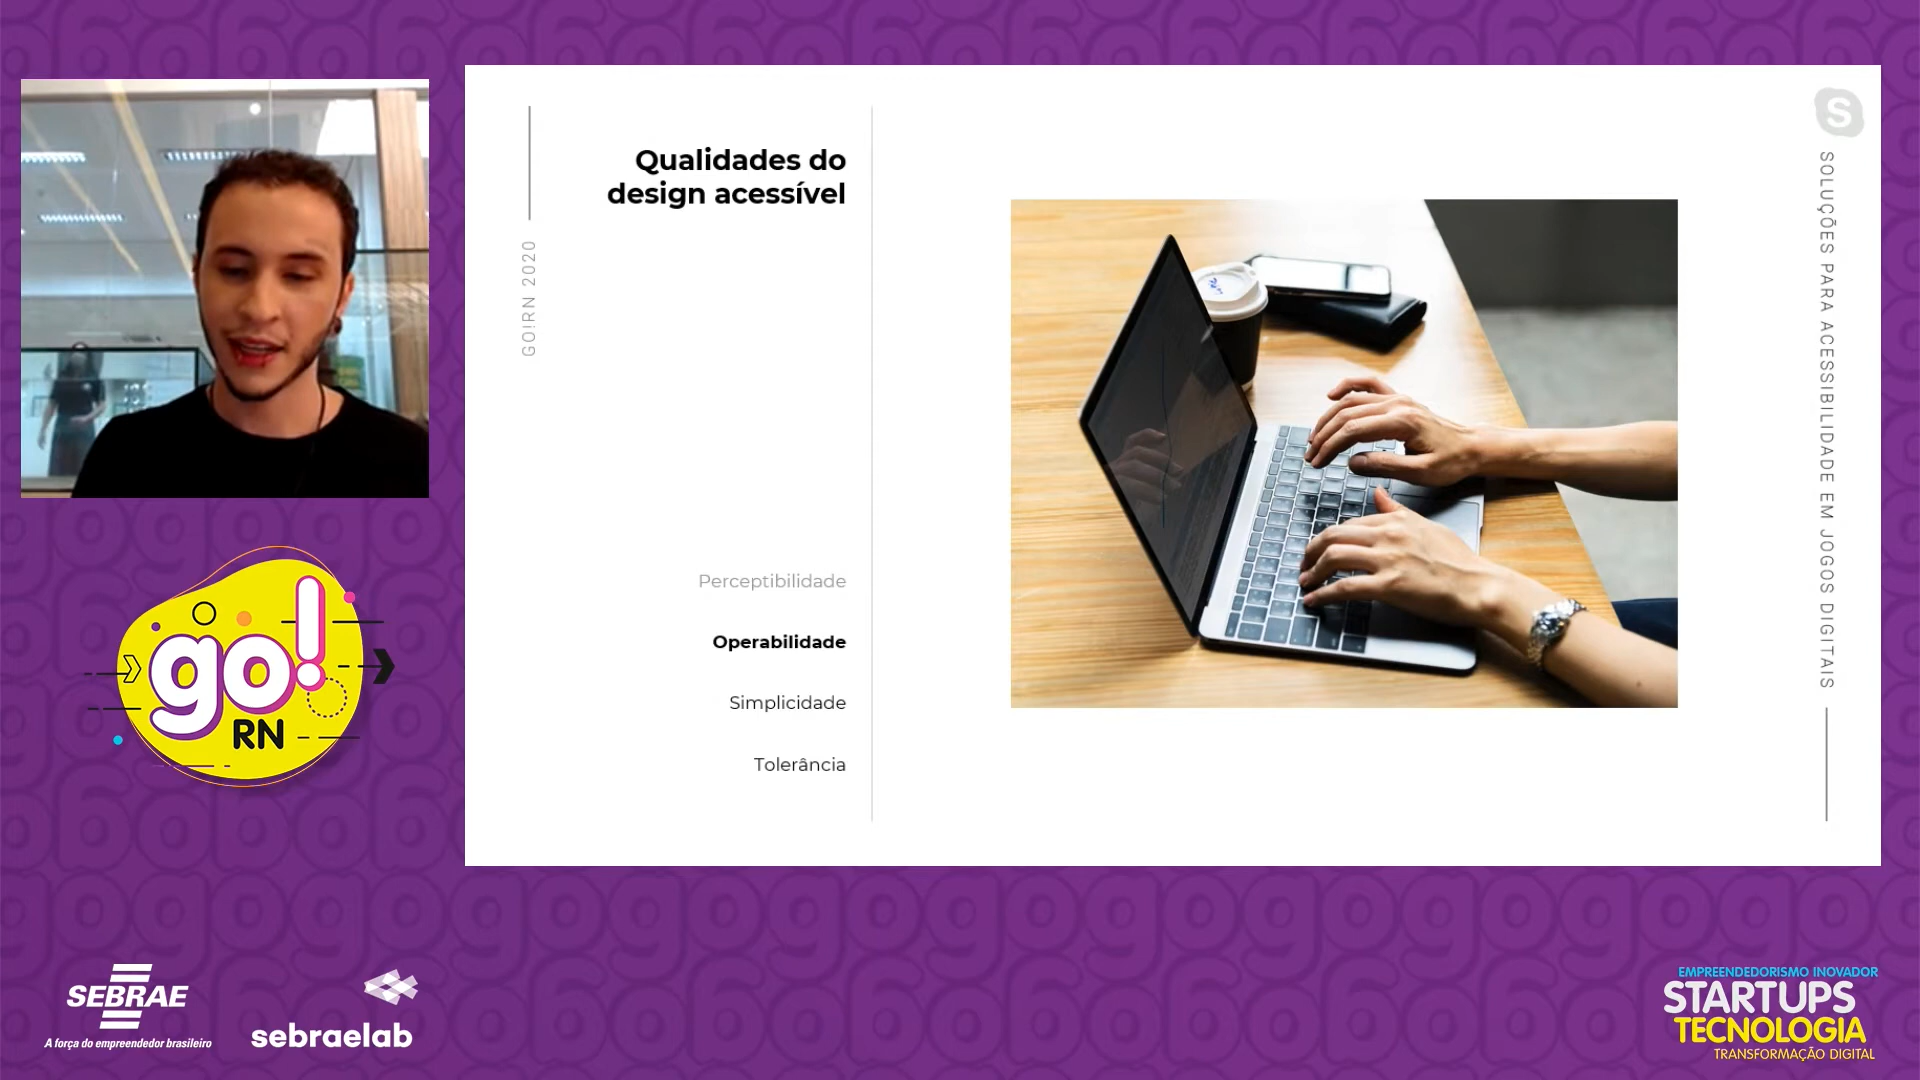 Qualidades do
design acessível
GO!RN 2020
Perceptibilidade
Operabilidade
Simplicidade
Tolerância
S
SOLUÇÕES PARA ACESSIBILIDADE EM JOGOS DIGITAIS
go!
RN
SEBRAE
A força do empreendedor brasileiro
sebraelab
EMPREENDEDORISMO INOVADOR
STARTUPS
TECNOLOGIA
TRANSFORMAÇÃO DIGITAL